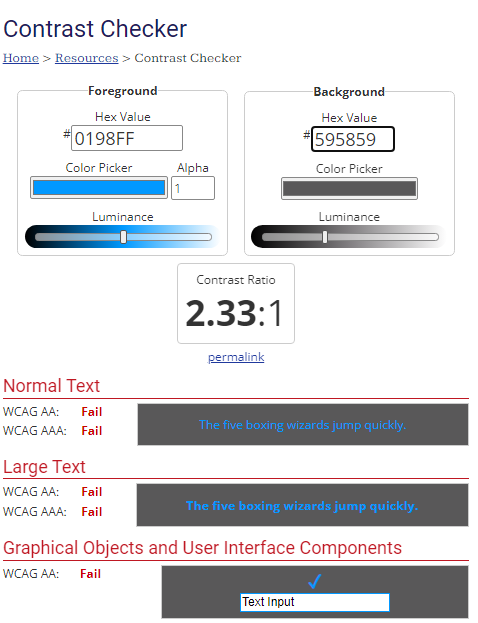 Contrast Checker
Home > Resources > Contrast Checker
Foreground
Hex Value
#0198FF
Color Picker Alpha
1
Luminance
Background
Hex Value
#595859
Color Picker
Luminance
Contrast Ratio
2.33:1
permalink
Normal Text
WCAG AA: Fail
WCAG AAA: Fail
The five boxing wizards jump quickly.
Large Text
WCAG AA: Fail
WCAG AAA: Fail
The five boxing wizards jump quickly.
Graphical Objects and User Interface Components
WCAG AA: Fail
✓
Text Input